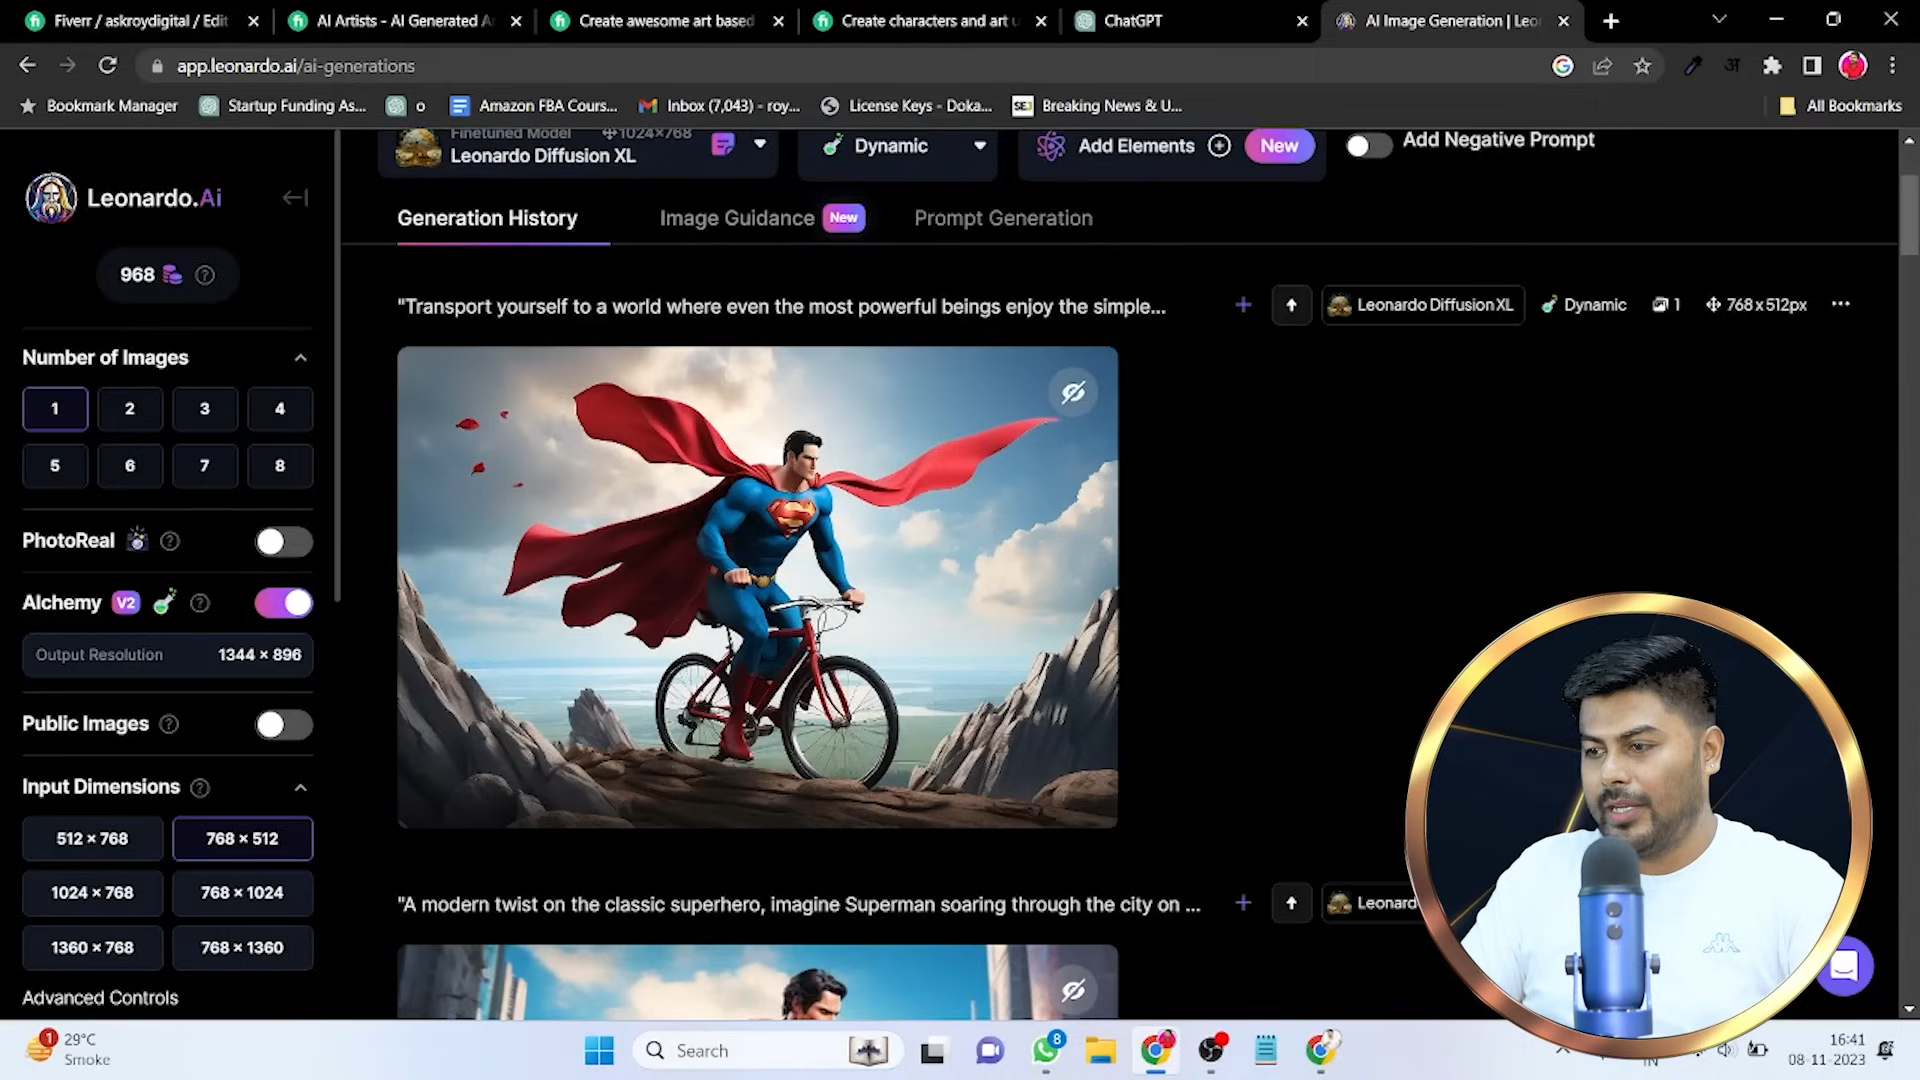 Fiverr / askroydigital / Edit
AI Artists - AI Generated A
Create awesome art based
Create characters and art u
ChatGPT
AI Image Generation | Leo
app.leonardo.ai/ai-generations
Bookmark Manager
Startup Funding As...
o
Amazon FBA Cours...
Inbox (7,043) - roy...
License Keys - Doka...
SEJ
Breaking News & U...
All Bookmarks
Leonardo.Ai
968
Number of Images
1 2 3 4
5 6 7 8
PhotoReal
Alchemy V2
Output Resolution 1344 × 896
Public Images
Input Dimensions
512 × 768 768 × 512
1024 × 768 768 × 1024
1360 × 768 768 × 1360
Advanced Controls
Finetuned Model 1024×768
Leonardo Diffusion XL
Dynamic
Add Elements New
Add Negative Prompt
Generation History
Image Guidance New
Prompt Generation
"Transport yourself to a world where even the most powerful beings enjoy the simple...
Leonardo Diffusion XL
Dynamic
1
768 x 512px
"A modern twist on the classic superhero, imagine Superman soaring through the city on ...
Leonard
1
29°C
Smoke
Search
8
16:41
08-11-2023